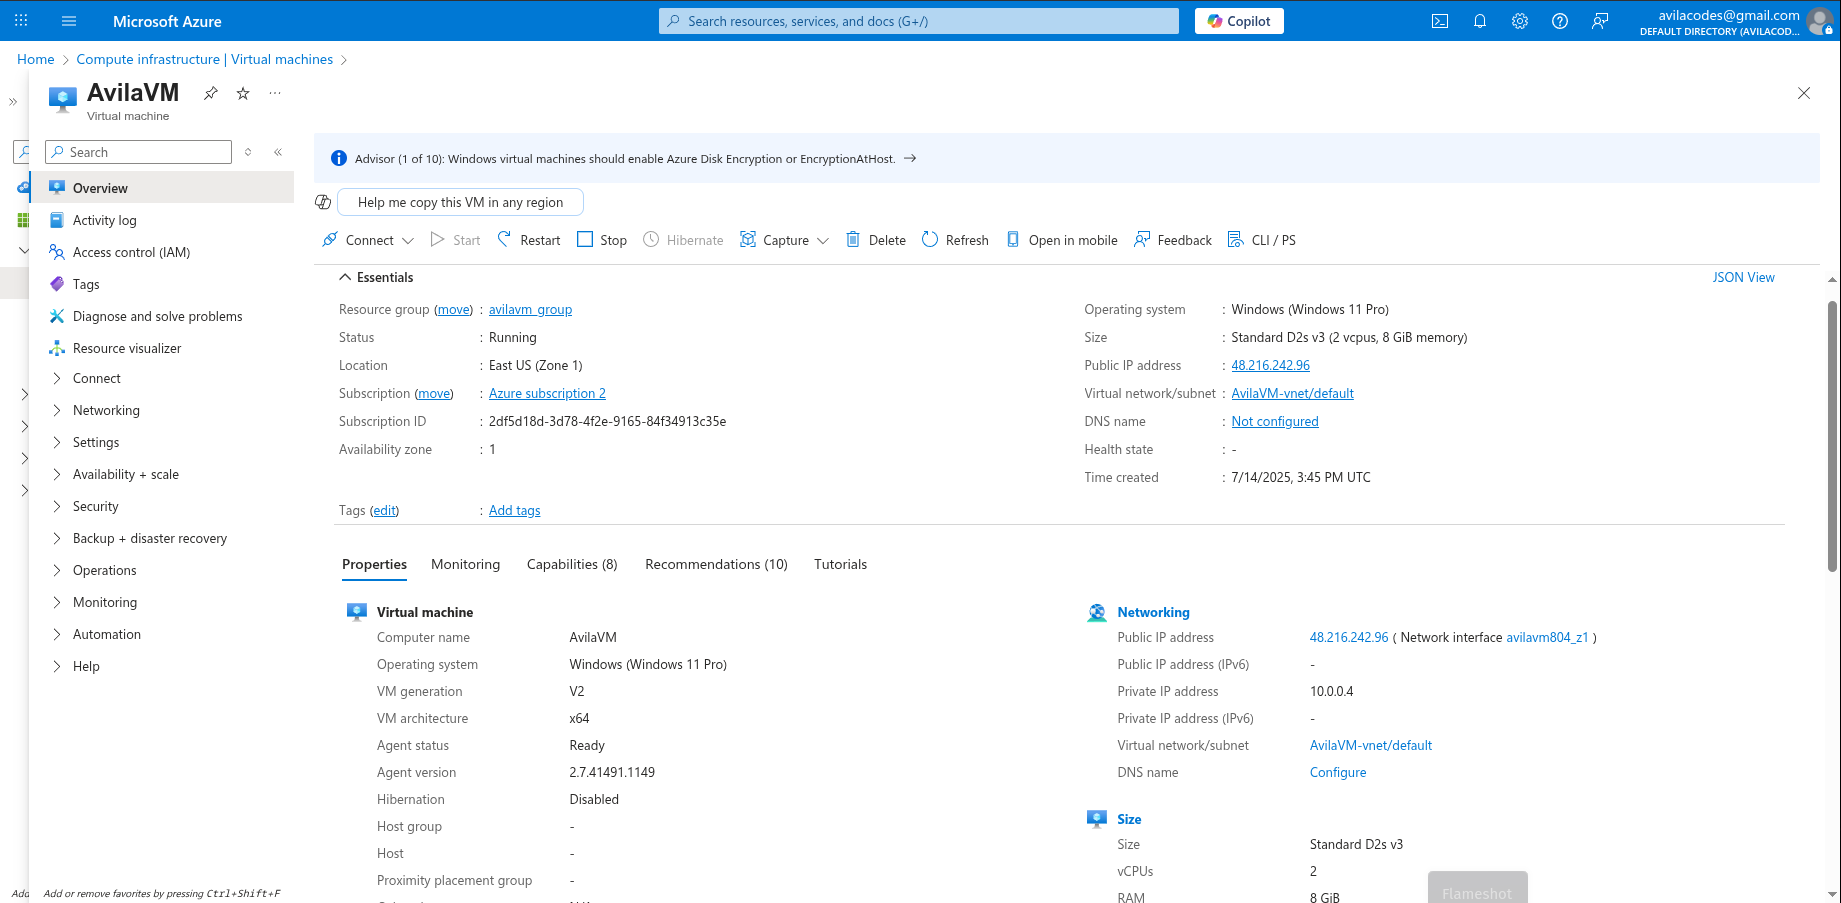 Microsoft Azure
Search resources, services, and docs (G+/)
Copilot
avilacodes@gmail.com
DEFAULT DIRECTORY (AVILACOD...
Home > Compute infrastructure | Virtual machines >
AvilaVM
Virtual machine
Search
Overview
Activity log
Access control (IAM)
Tags
Diagnose and solve problems
Resource visualizer
Connect
Networking
Settings
Availability + scale
Security
Backup + disaster recovery
Operations
Monitoring
Automation
Help
Add
Add or remove favorites by pressing Ctrl+Shift+F
Advisor (1 of 10): Windows virtual machines should enable Azure Disk Encryption or EncryptionAtHost. →
Help me copy this VM in any region
Connect Start Restart Stop Hibernate Capture Delete Refresh Open in mobile Feedback CLI / PS
Essentials
JSON View
Resource group (move) : avilavm_group
Status : Running
Location : East US (Zone 1)
Subscription (move) : Azure subscription 2
Subscription ID : 2df5d18d-3d78-4f2e-9165-84f34913c35e
Availability zone : 1
Operating system : Windows (Windows 11 Pro)
Size : Standard D2s v3 (2 vcpus, 8 GiB memory)
Public IP address : 48.216.242.96
Virtual network/subnet : AvilaVM-vnet/default
DNS name : Not configured
Health state : -
Time created : 7/14/2025, 3:45 PM UTC
Tags (edit) : Add tags
Properties Monitoring Capabilities (8) Recommendations (10) Tutorials
Virtual machine
Computer name AvilaVM
Operating system Windows (Windows 11 Pro)
VM generation V2
VM architecture x64
Agent status Ready
Agent version 2.7.41491.1149
Hibernation Disabled
Host group -
Host -
Proximity placement group -
Networking
Public IP address 48.216.242.96 ( Network interface avilavm804_z1 )
Public IP address (IPv6) -
Private IP address 10.0.0.4
Private IP address (IPv6) -
Virtual network/subnet AvilaVM-vnet/default
DNS name Configure
Size
Size Standard D2s v3
vCPUs 2
RAM 8 GiB
Flameshot